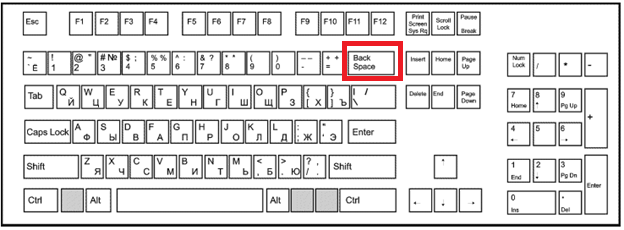 Esc F1 F2 F3 F4 F5 F6 F7 F8 F9 F10 F11 F12 Print Screen Sys Rq Scroll Lock Pause Break
~ ` Ё ! 1 @ " 2 # № 3 $ ; 4 % % 5 ^ : 6 & ? 7 * * 8 ( 9 ) 0 _ - + = Back Space Insert Home Page Up Num Lock / * -
Tab Q Й W Ц E У R К T Е Y Н U Г I Ш O Щ P З { [ Х } ] Ъ | / \ Delete End Page Down 7 Home 8 9 Pg Up +
Caps Lock A Ф S Ы D В F А G П H Р J О K Л L Д : ; Ж " ' Э Enter 4 5 6
Shift Z Я X Ч C С V М B И N Т M Ь < , Б > . Ю ? / . Shift 1 End 2 3 Pg Dn Enter
Ctrl Alt Alt Ctrl 0 Ins . Del